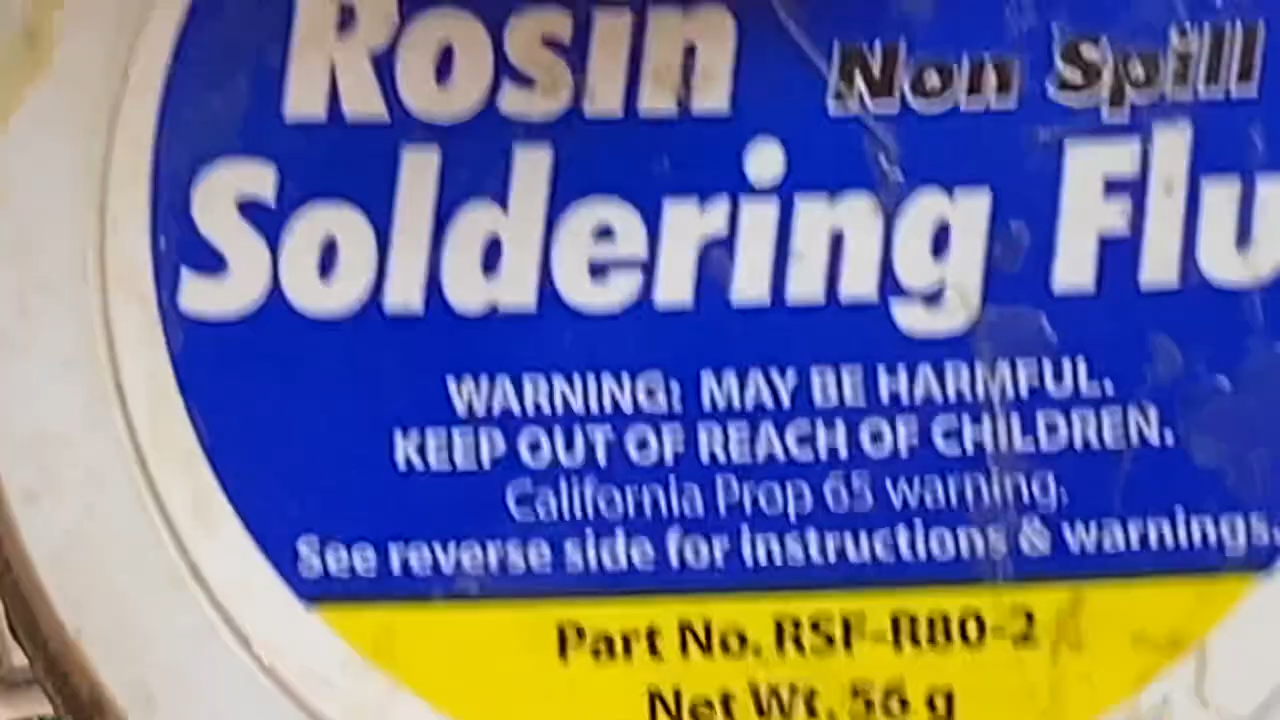 Rosin Non Spill
Soldering Flu
WARNING: MAY BE HARMFUL.
KEEP OUT OF REACH OF CHILDREN.
California Prop 65 warning.
See reverse side for instructions & warnings.
Part No. RSF-R80-2
Net Wt. 56 g